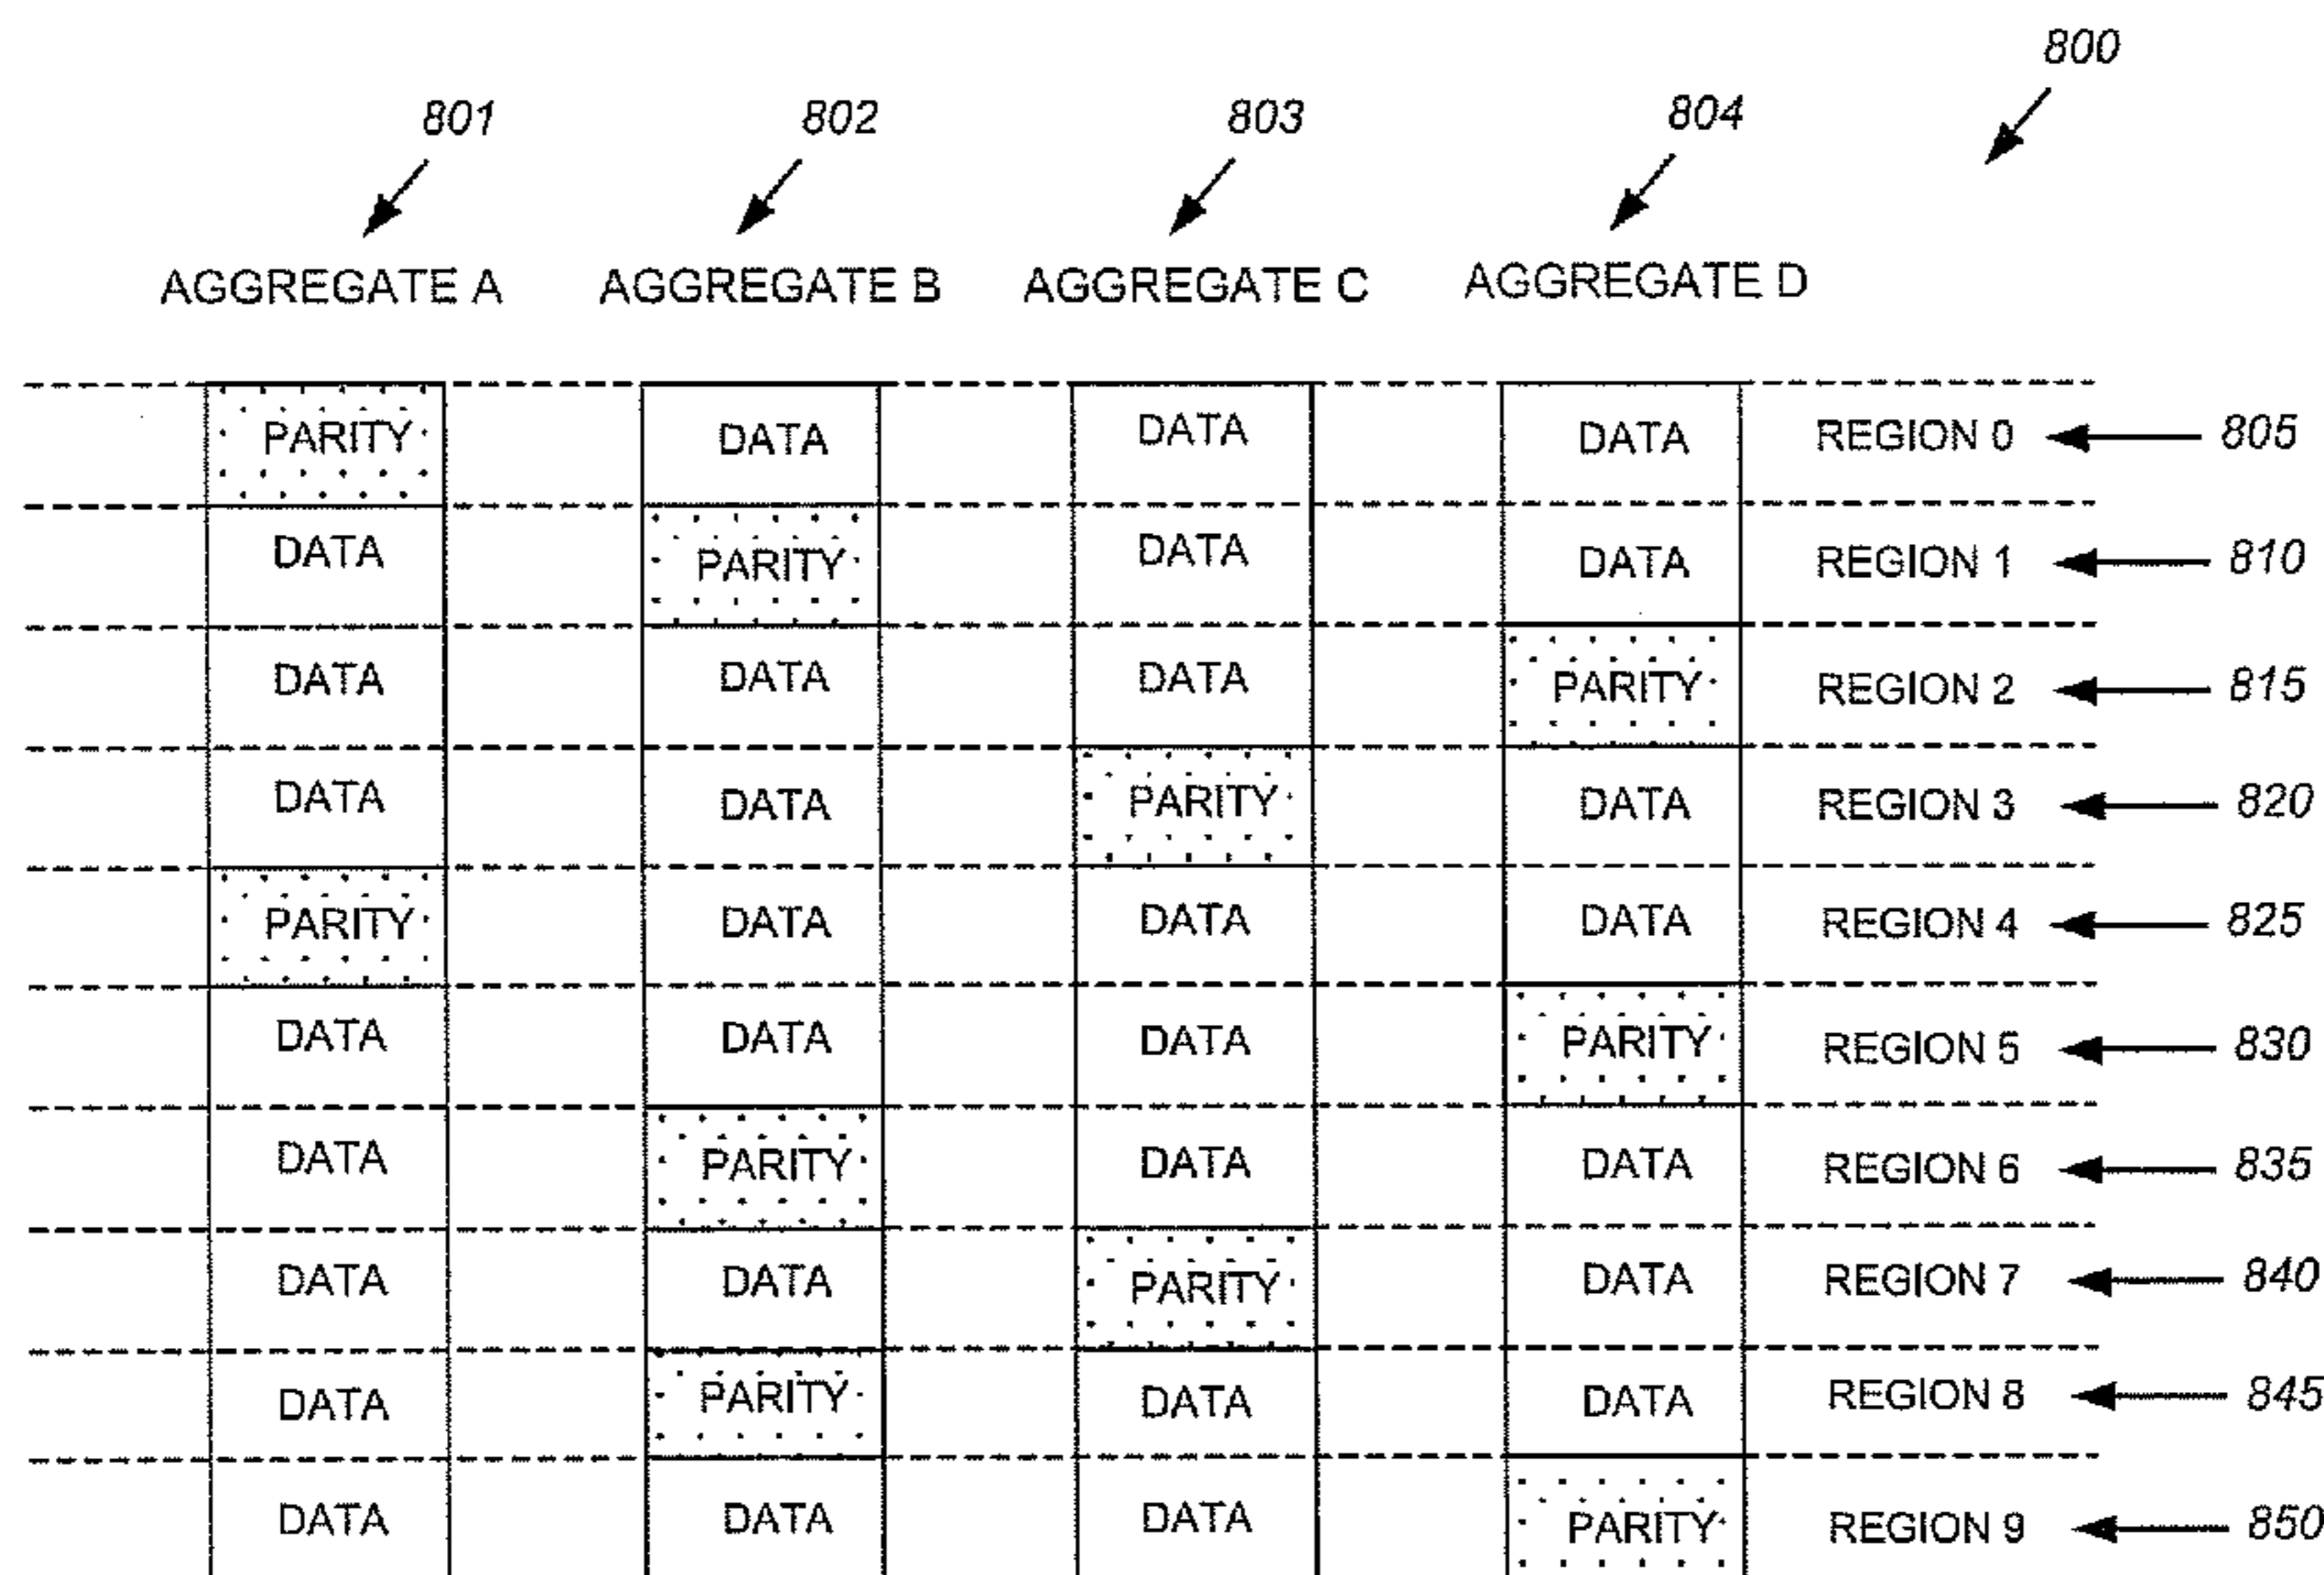 800
801 802 803 804
AGGREGATE A AGGREGATE B AGGREGATE C AGGREGATE D
PARITY DATA DATA DATA REGION 0 805
DATA PARITY DATA DATA REGION 1 810
DATA DATA DATA PARITY REGION 2 815
DATA DATA PARITY DATA REGION 3 820
PARITY DATA DATA DATA REGION 4 825
DATA DATA DATA PARITY REGION 5 830
DATA PARITY DATA DATA REGION 6 835
DATA DATA PARITY DATA REGION 7 840
DATA PARITY DATA DATA REGION 8 845
DATA DATA DATA PARITY REGION 9 850